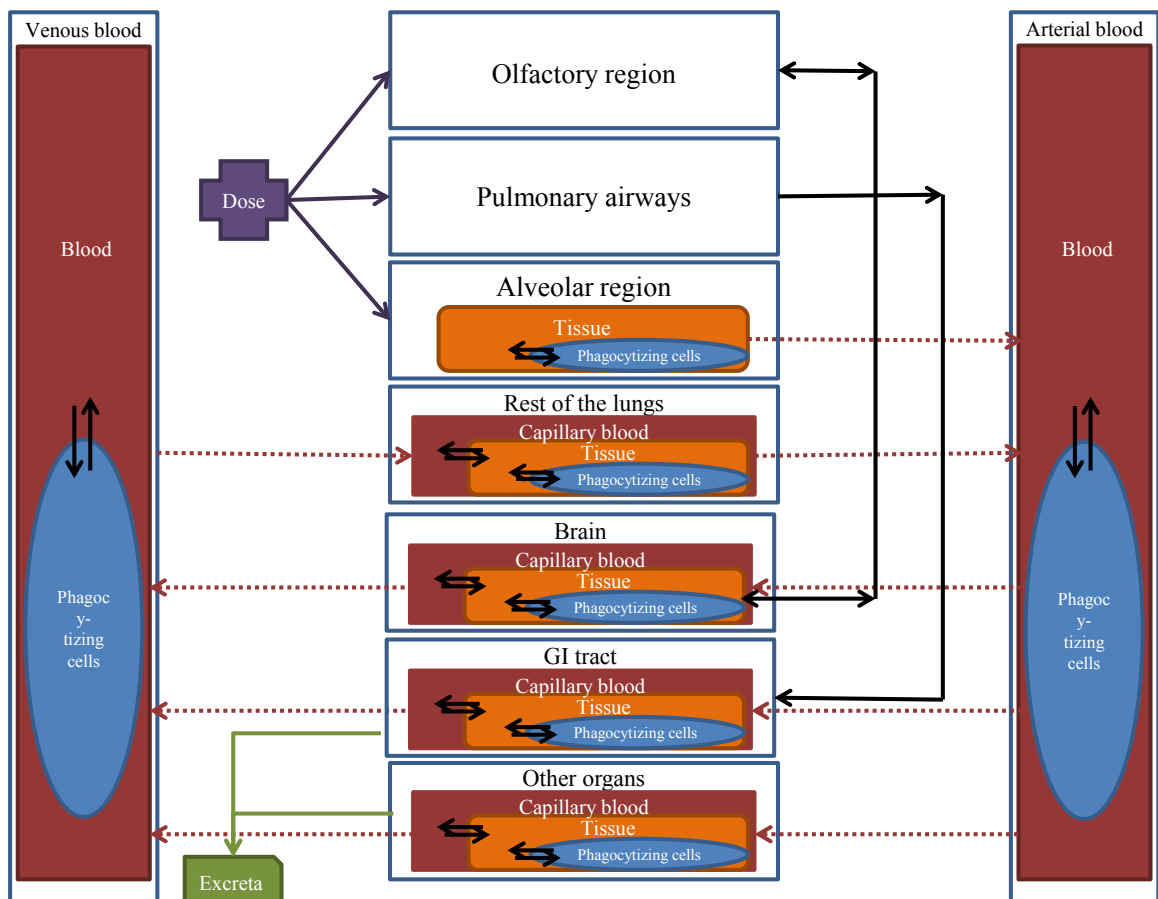 Venous blood
Arterial blood
Olfactory region
Pulmonary airways
Dose
Blood
Blood
Alveolar region
Tissue
Phagocytizing cells
Rest of the lungs
Capillary blood
Tissue
Phagocytizing cells
Brain
Capillary blood
Tissue
Phagocytizing cells
Phagoc
y-
tizing
cells
Phagoc
y-
tizing
cells
GI tract
Capillary blood
Tissue
Phagocytizing cells
Other organs
Capillary blood
Tissue
Phagocytizing cells
Excreta